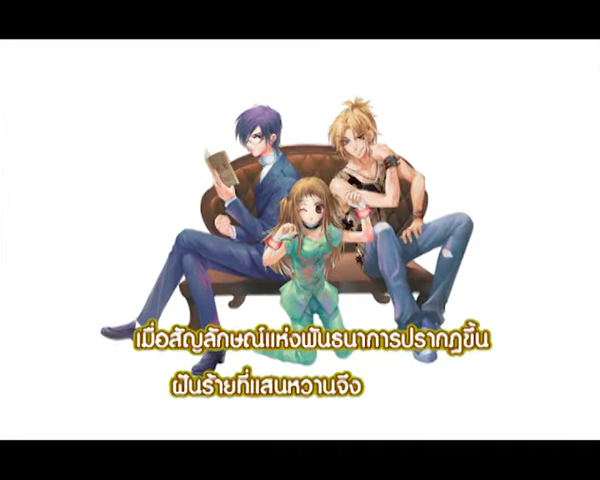 เมื่อสัญลักษณ์แห่งพันธนาการปรากฏขึ้น
ฝันร้ายที่แสนหวานจึง